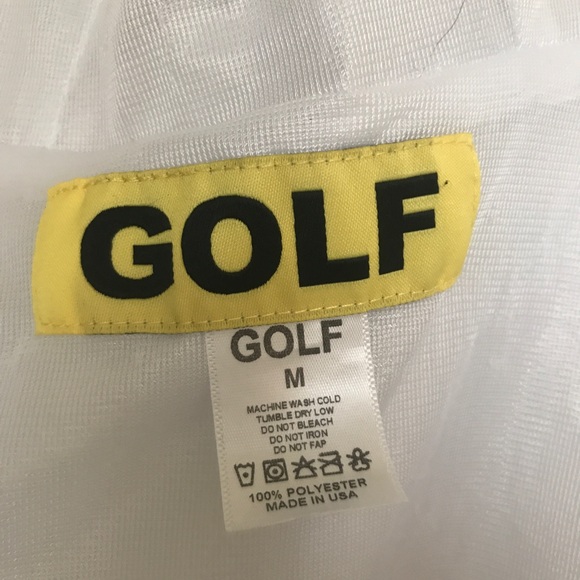 GOLF
GOLF
M
MACHINE WASH COLD
TUMBLE DRY LOW
DO NOT BLEACH
DO NOT IRON
DO NOT FAP
100% POLYESTER
MADE IN USA